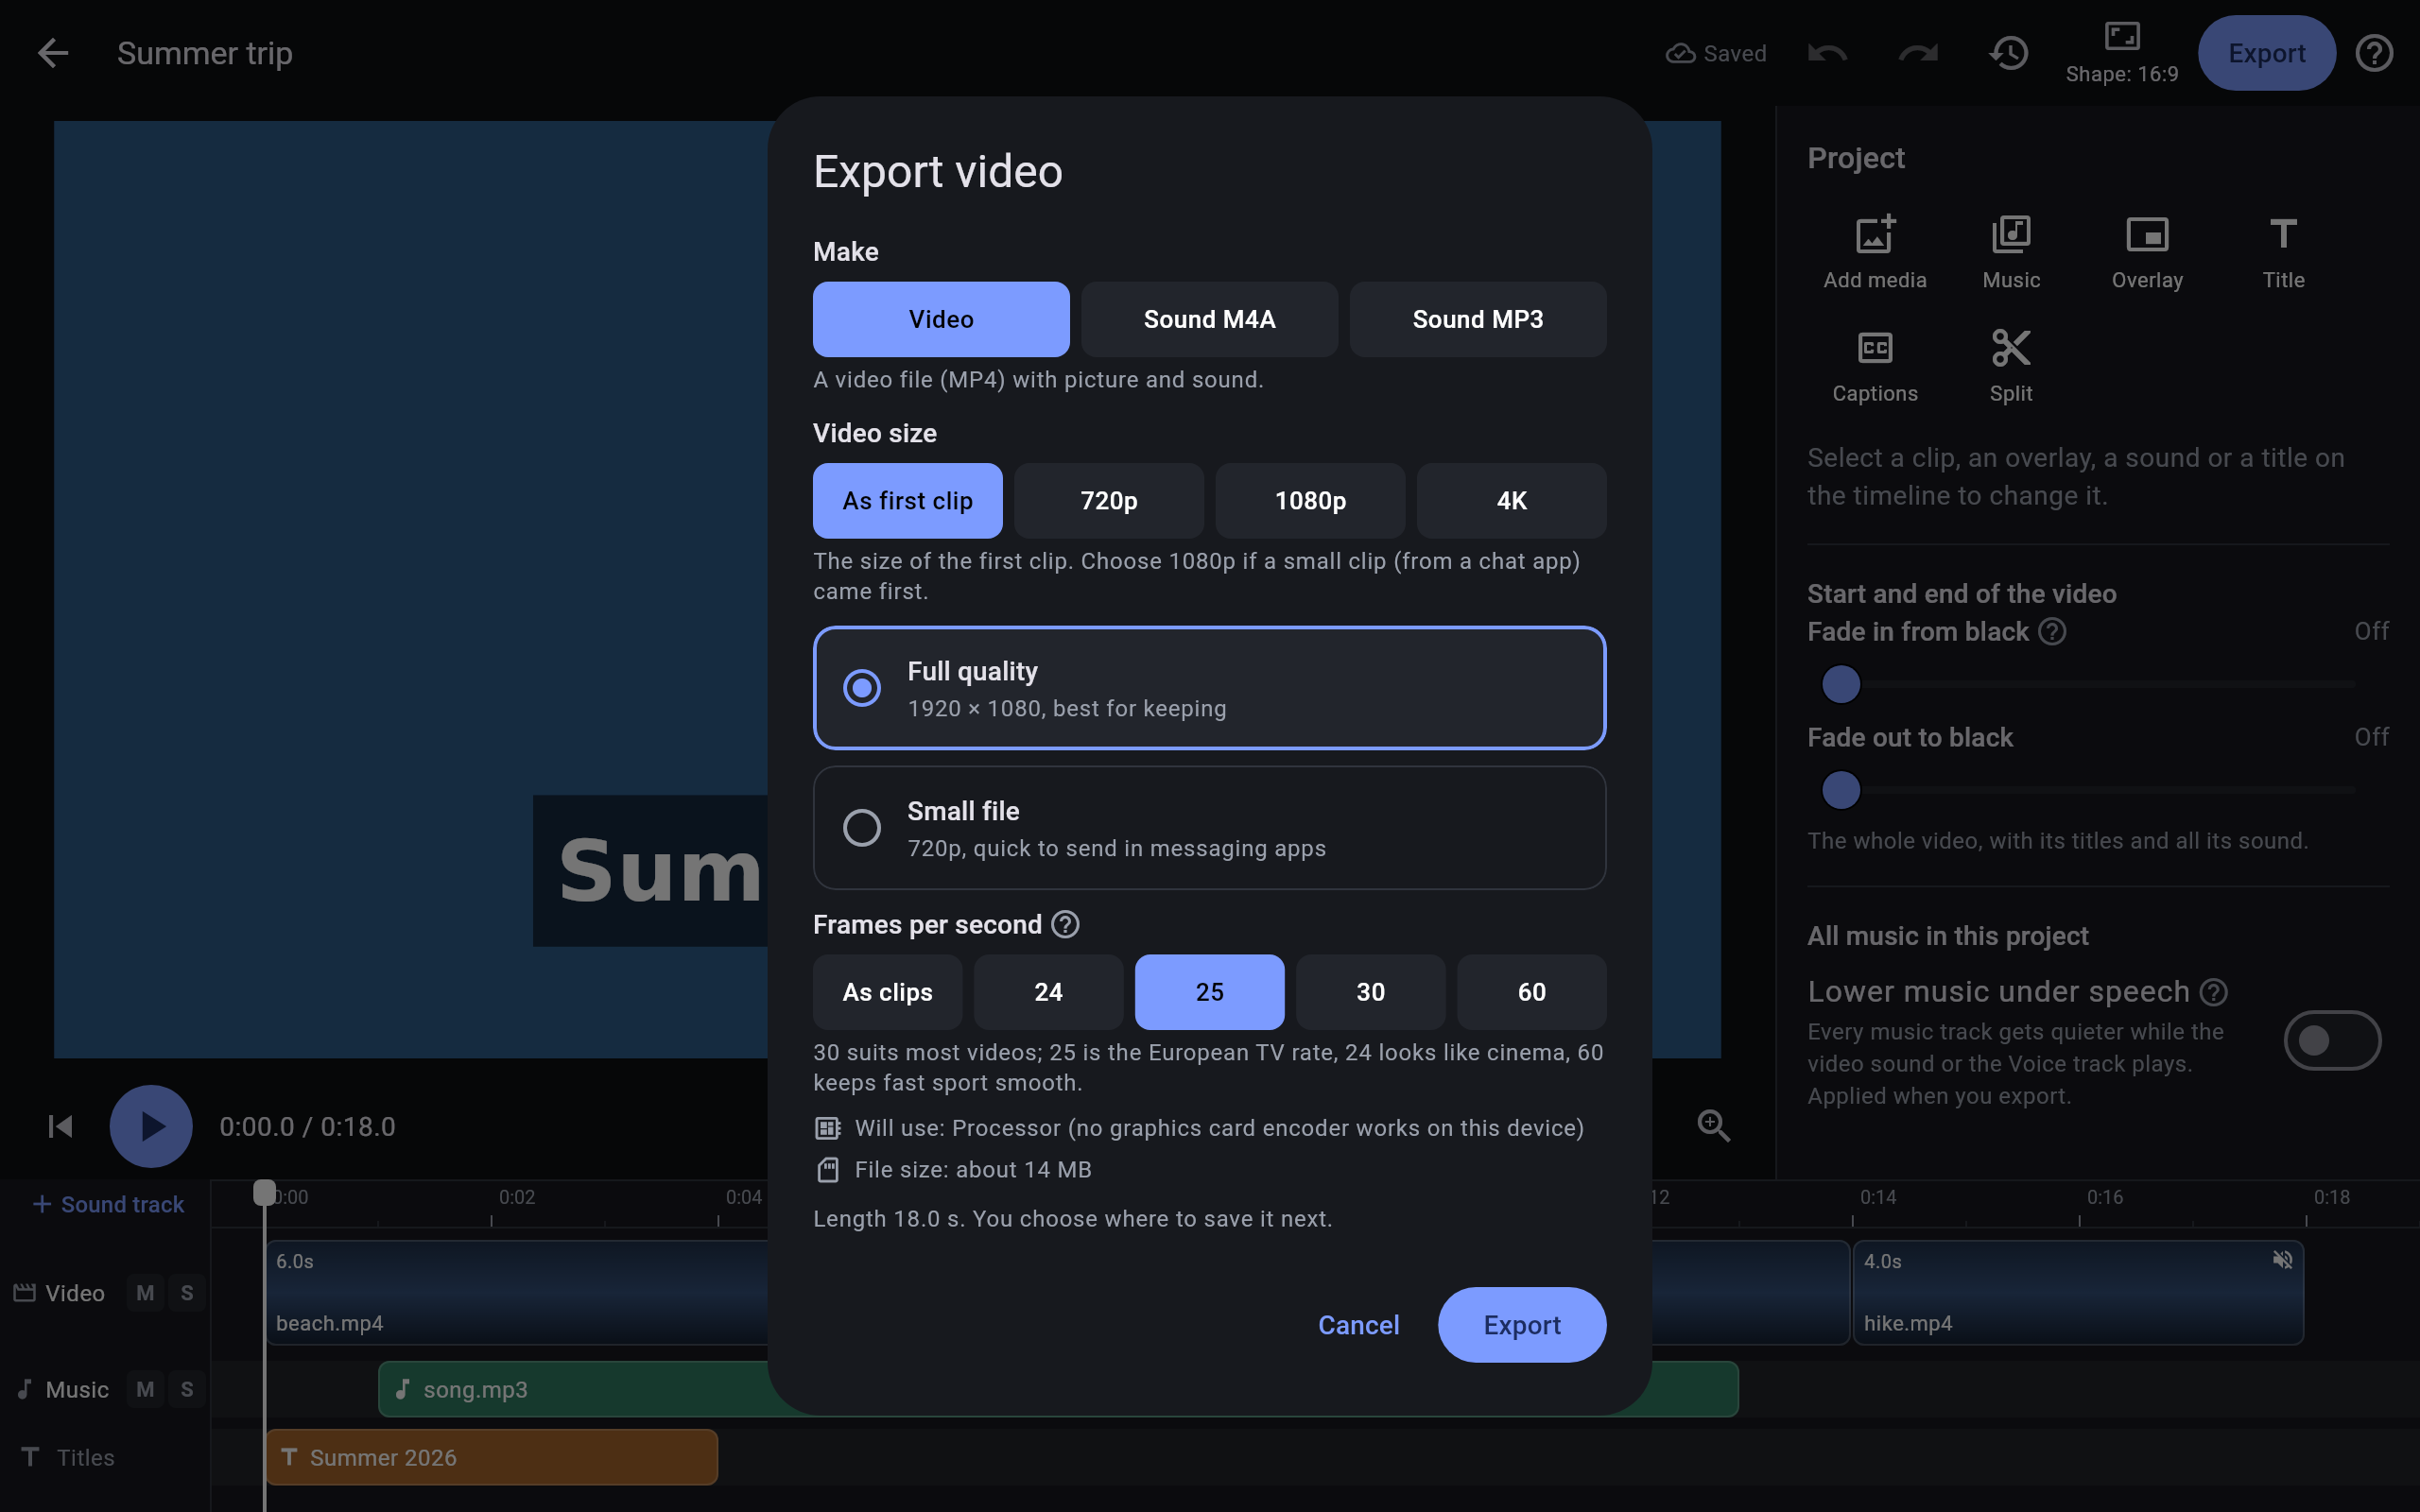 Summer trip
Saved
Shape: 16:9
Export
Export video
Make
Video
Sound M4A
Sound MP3
A video file (MP4) with picture and sound.
Video size
As first clip
720p
1080p
4K
The size of the first clip. Choose 1080p if a small clip (from a chat app)
came first.
Full quality
1920 × 1080, best for keeping
Small file
720p, quick to send in messaging apps
Frames per second
As clips
24
25
30
60
30 suits most videos; 25 is the European TV rate, 24 looks like cinema, 60
keeps fast sport smooth.
Will use: Processor (no graphics card encoder works on this device)
File size: about 14 MB
Length 18.0 s. You choose where to save it next.
Cancel
Export
Sum
Project
Add media
Music
Overlay
Title
Captions
Split
Select a clip, an overlay, a sound or a title on
the timeline to change it.
Start and end of the video
Fade in from black
Off
Fade out to black
Off
The whole video, with its titles and all its sound.
All music in this project
Lower music under speech
Every music track gets quieter while the
video sound or the Voice track plays.
Applied when you export.
0:00.0 / 0:18.0
Sound track
0:00
0:02
0:04
12
0:14
0:16
0:18
Video
M
S
6.0s
beach.mp4
4.0s
hike.mp4
Music
M
S
song.mp3
Titles
Summer 2026